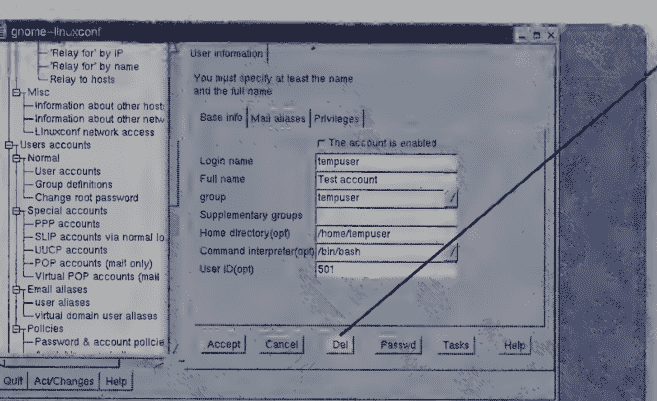 gnome-linuxconf
'Relay for' by IP
'Relay for' by name
Relay to hosts
Misc
Information about other host
Information about other netw
Linuxconf network access
Users accounts
Normal
User accounts
Group definitions
Change root password
Special accounts
PPP accounts
SLIP accounts via normal lo
UUCP accounts
POP accounts (mail only)
Virtual POP accounts (mail
Email aliases
user aliases
virtual domain user aliases
Policies
Password & account policie
Quit Act/Changes Help
User information
You must specify at least the name
and the full name
Base info Mail aliases Privileges
The account is enabled
Login name tempuser
Full name Test account
group tempuser
Supplementary groups
Home directory(opt) /home/tempuser
Command interpreter(opt) /bin/bash
User ID(opt) 501
Accept Cancel Del Passwd Tasks Help